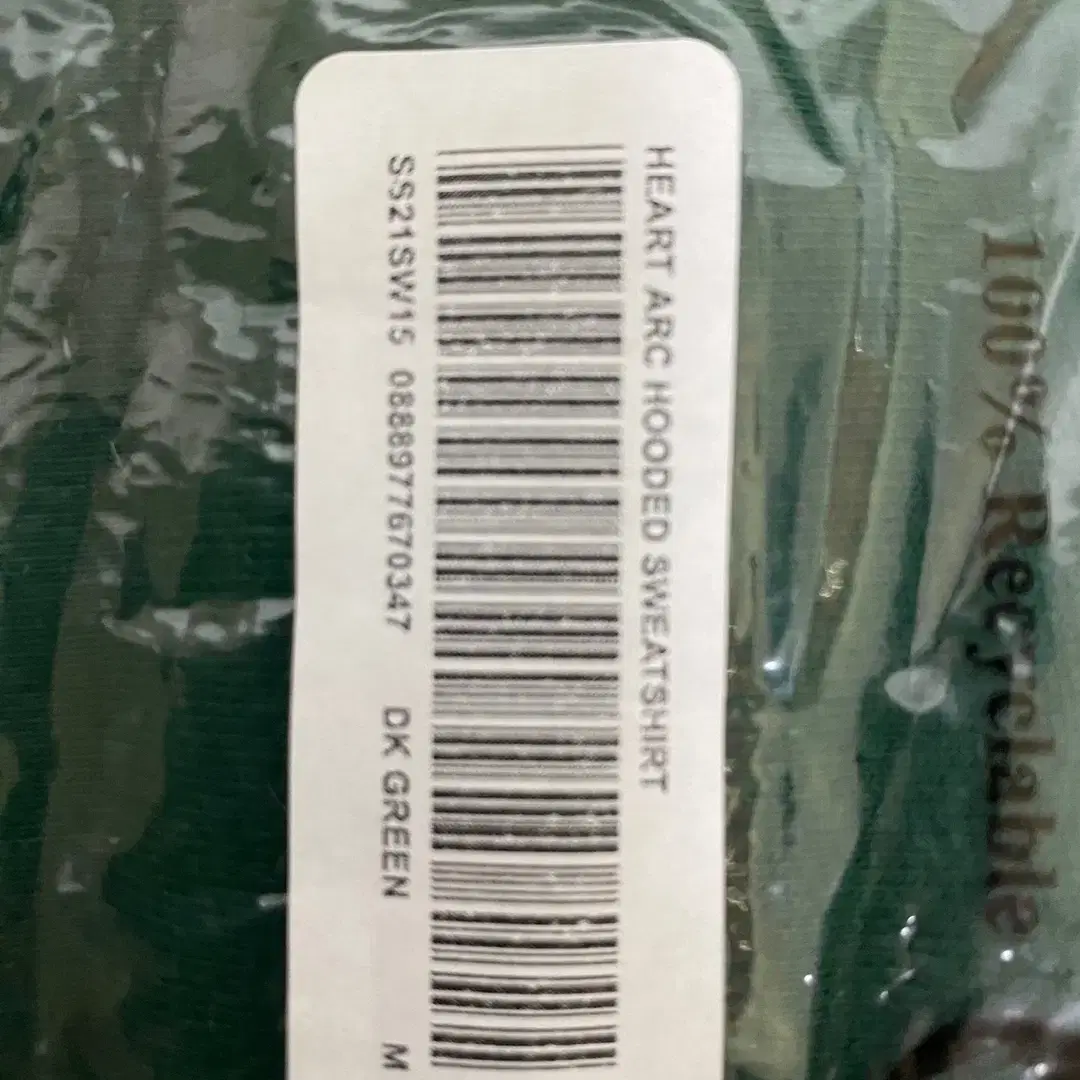 100% Recyclable
HEART ARC HOODED SWEATSHIRT
SS21SW15 0888977670347 DK GREEN M